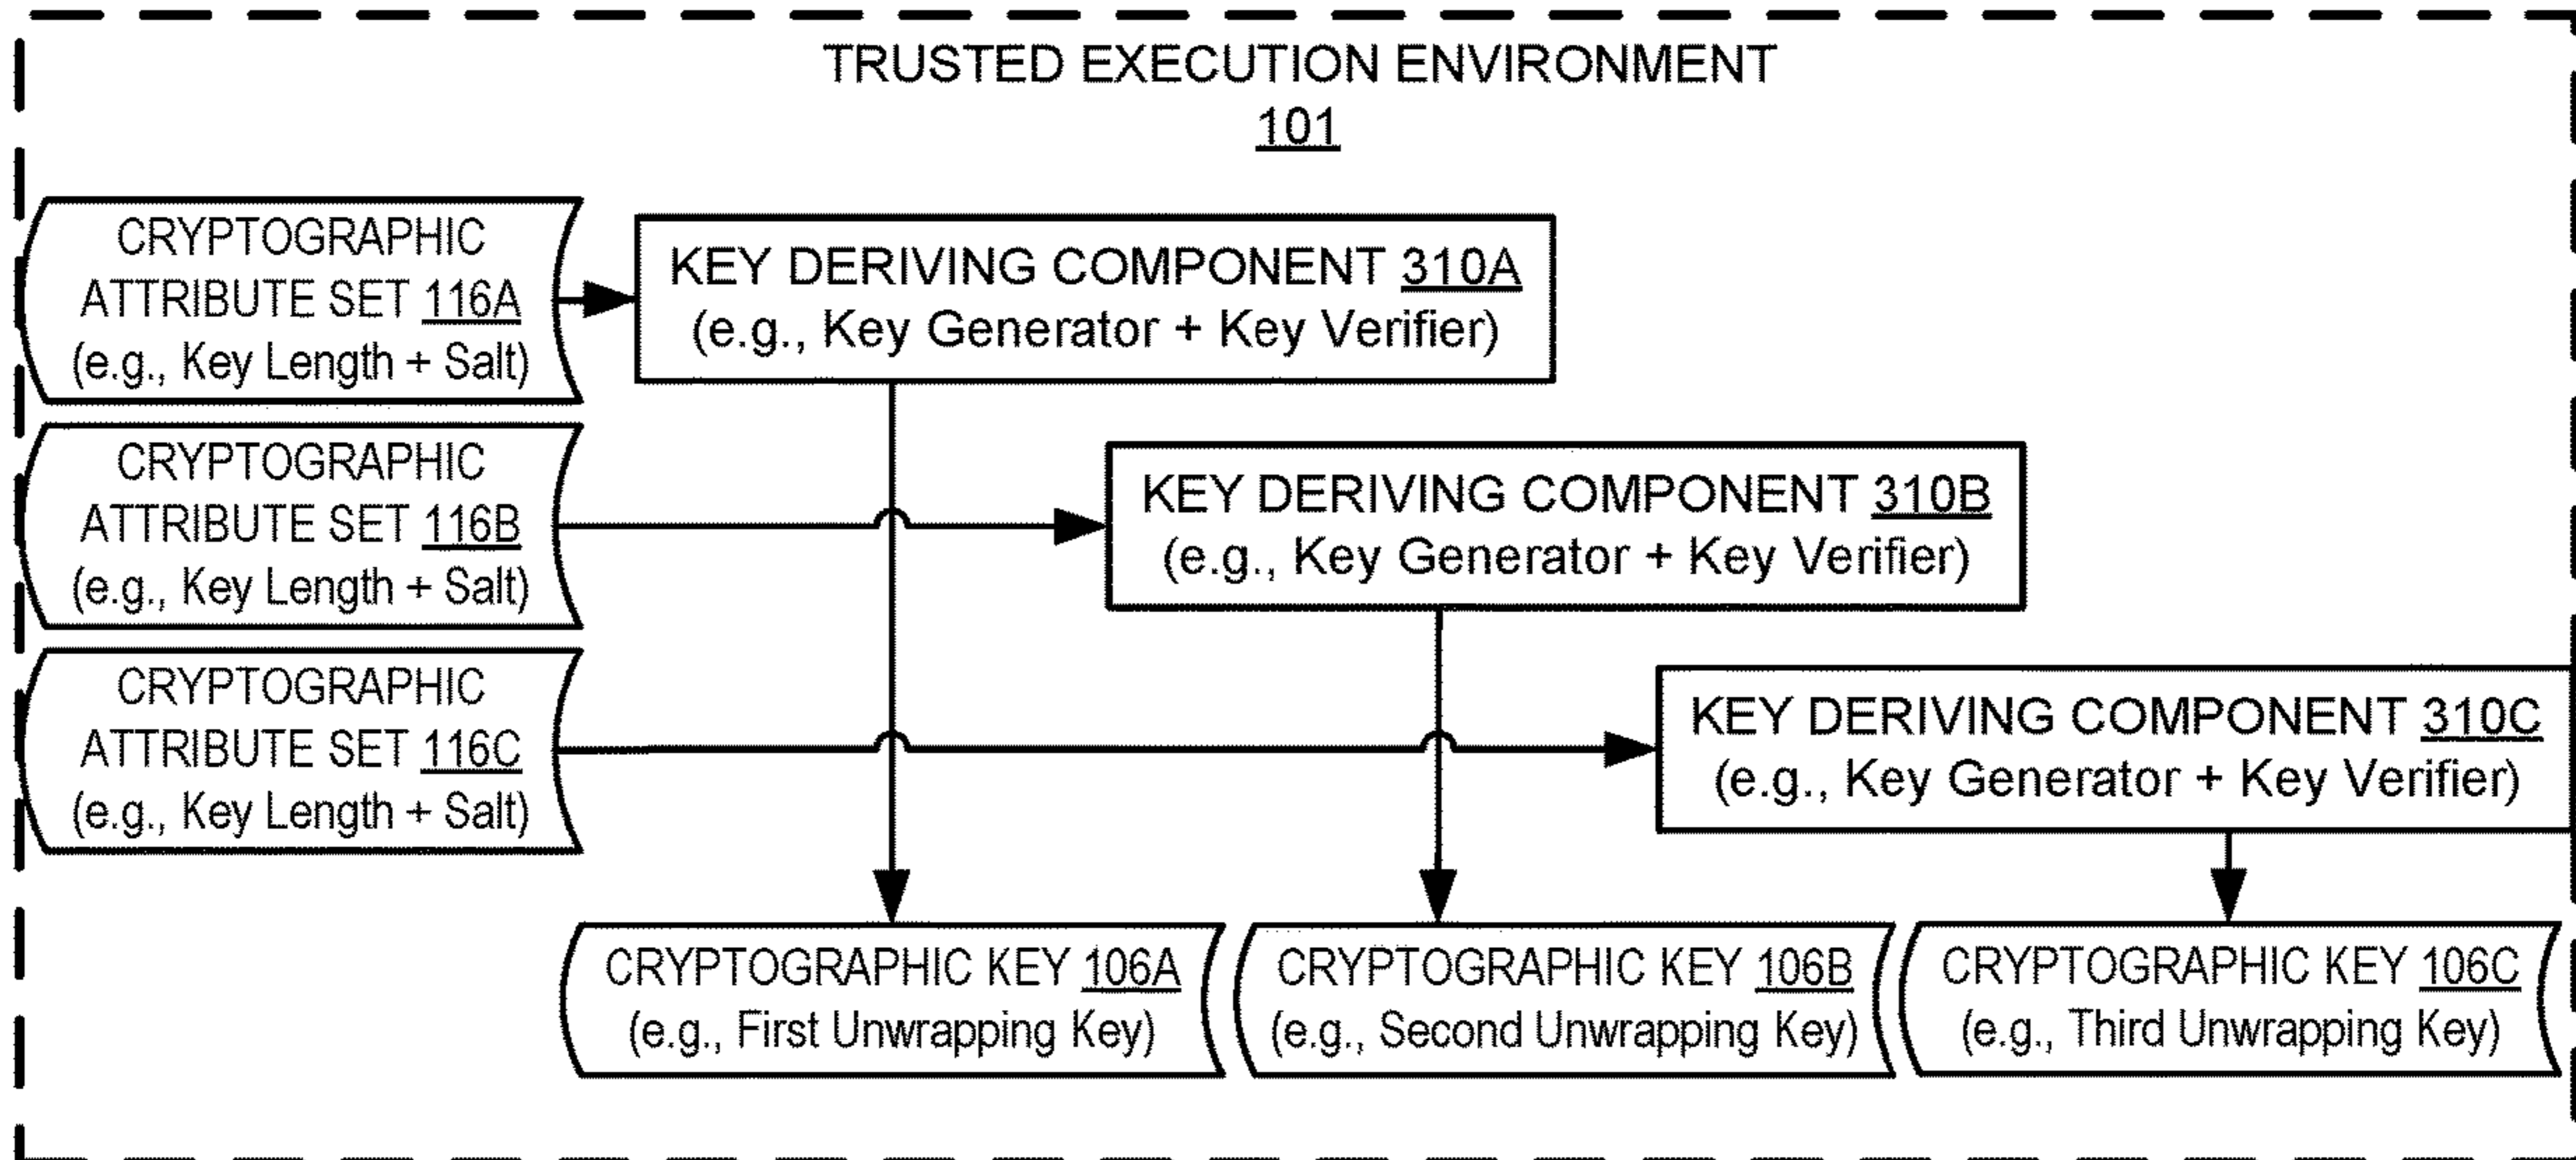 TRUSTED EXECUTION ENVIRONMENT
101
CRYPTOGRAPHIC
ATTRIBUTE SET 116A
(e.g., Key Length + Salt)
KEY DERIVING COMPONENT 310A
(e.g., Key Generator + Key Verifier)
CRYPTOGRAPHIC
ATTRIBUTE SET 116B
(e.g., Key Length + Salt)
KEY DERIVING COMPONENT 310B
(e.g., Key Generator + Key Verifier)
CRYPTOGRAPHIC
ATTRIBUTE SET 116C
(e.g., Key Length + Salt)
KEY DERIVING COMPONENT 310C
(e.g., Key Generator + Key Verifier)
CRYPTOGRAPHIC KEY 106A
(e.g., First Unwrapping Key)
CRYPTOGRAPHIC KEY 106B
(e.g., Second Unwrapping Key)
CRYPTOGRAPHIC KEY 106C
(e.g., Third Unwrapping Key)